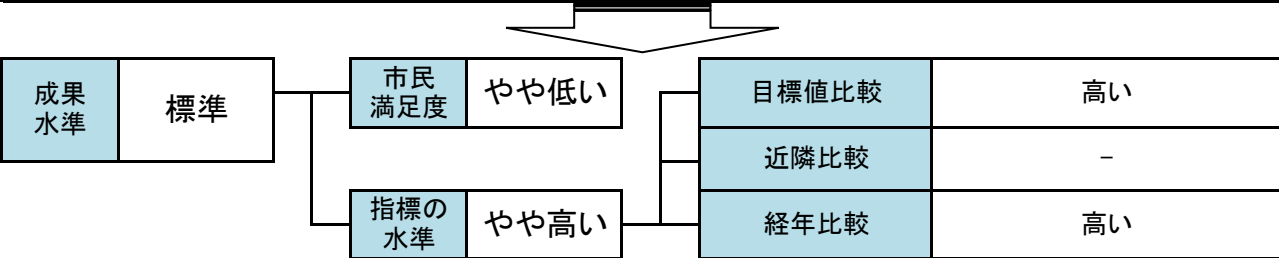 成果
水準
標準
市民
満足度
やや低い
指標の
水準
やや高い
目標値比較
高い
近隣比較
－
経年比較
高い